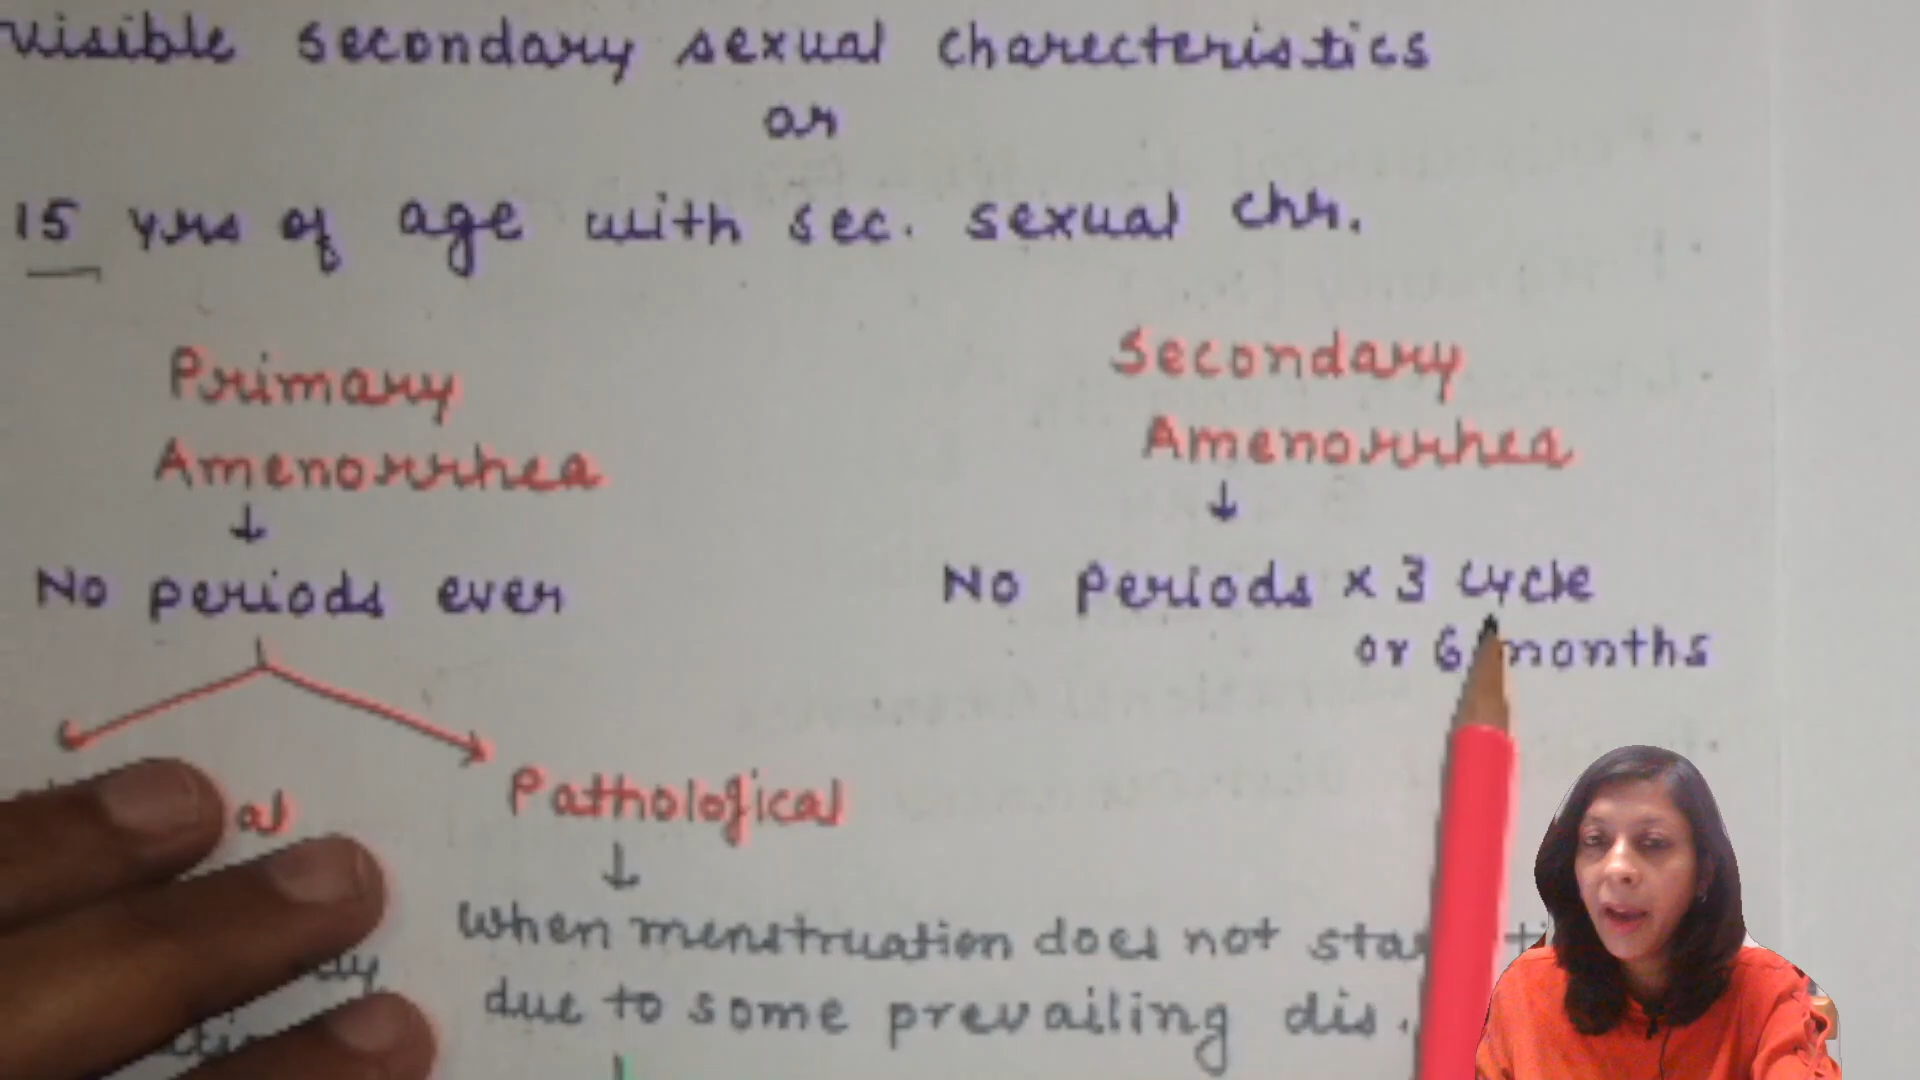 visible secondary sexual charecteristics
or
15 yrs of age with sec. sexual chr.
Primary
Amenorrhea
↓
No periods ever
Secondary
Amenorrhea
↓
No periods x 3 cycle
or 6 months
Pathological
↓
when menstruation does not
due to some prevailing dis.